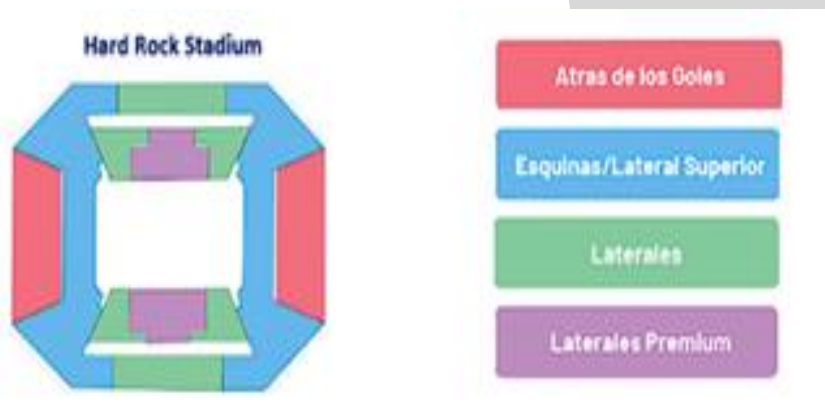 Hard Rock Stadium
Atras de los Goles
Esquinas/Lateral Superior
Laterales
Laterales Premium